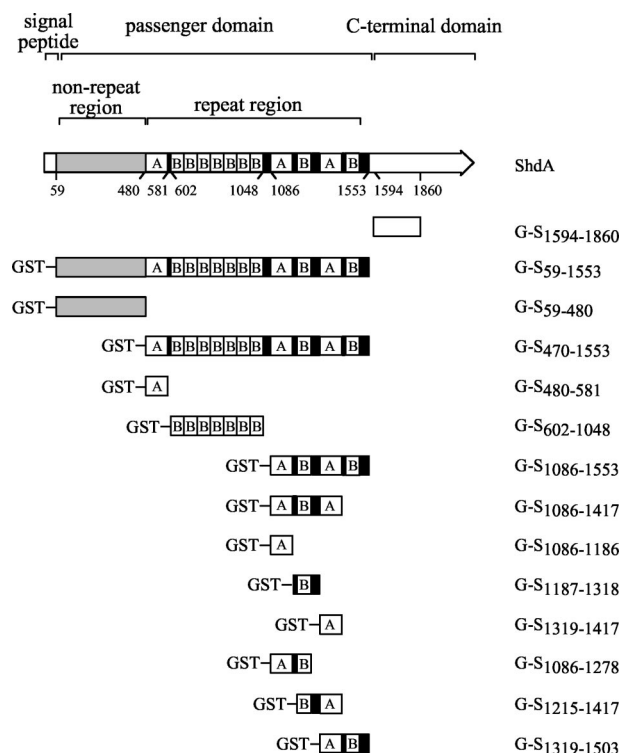 signal
peptide
passenger domain
C-terminal domain
non-repeat
region
repeat region
A B B B B B B B A B A B
ShdA
59 480 581 602 1048 1086 1553 1594 1860
G-S1594-1860
GST A B B B B B B B A B A B G-S59-1553
GST G-S59-480
GST A B B B B B B B A B A B G-S470-1553
GST A G-S480-581
GST B B B B B B B G-S602-1048
GST A B A B G-S1086-1553
GST A B A G-S1086-1417
GST A G-S1086-1186
GST B G-S1187-1318
GST A G-S1319-1417
GST A B G-S1086-1278
GST B A G-S1215-1417
GST A B G-S1319-1503